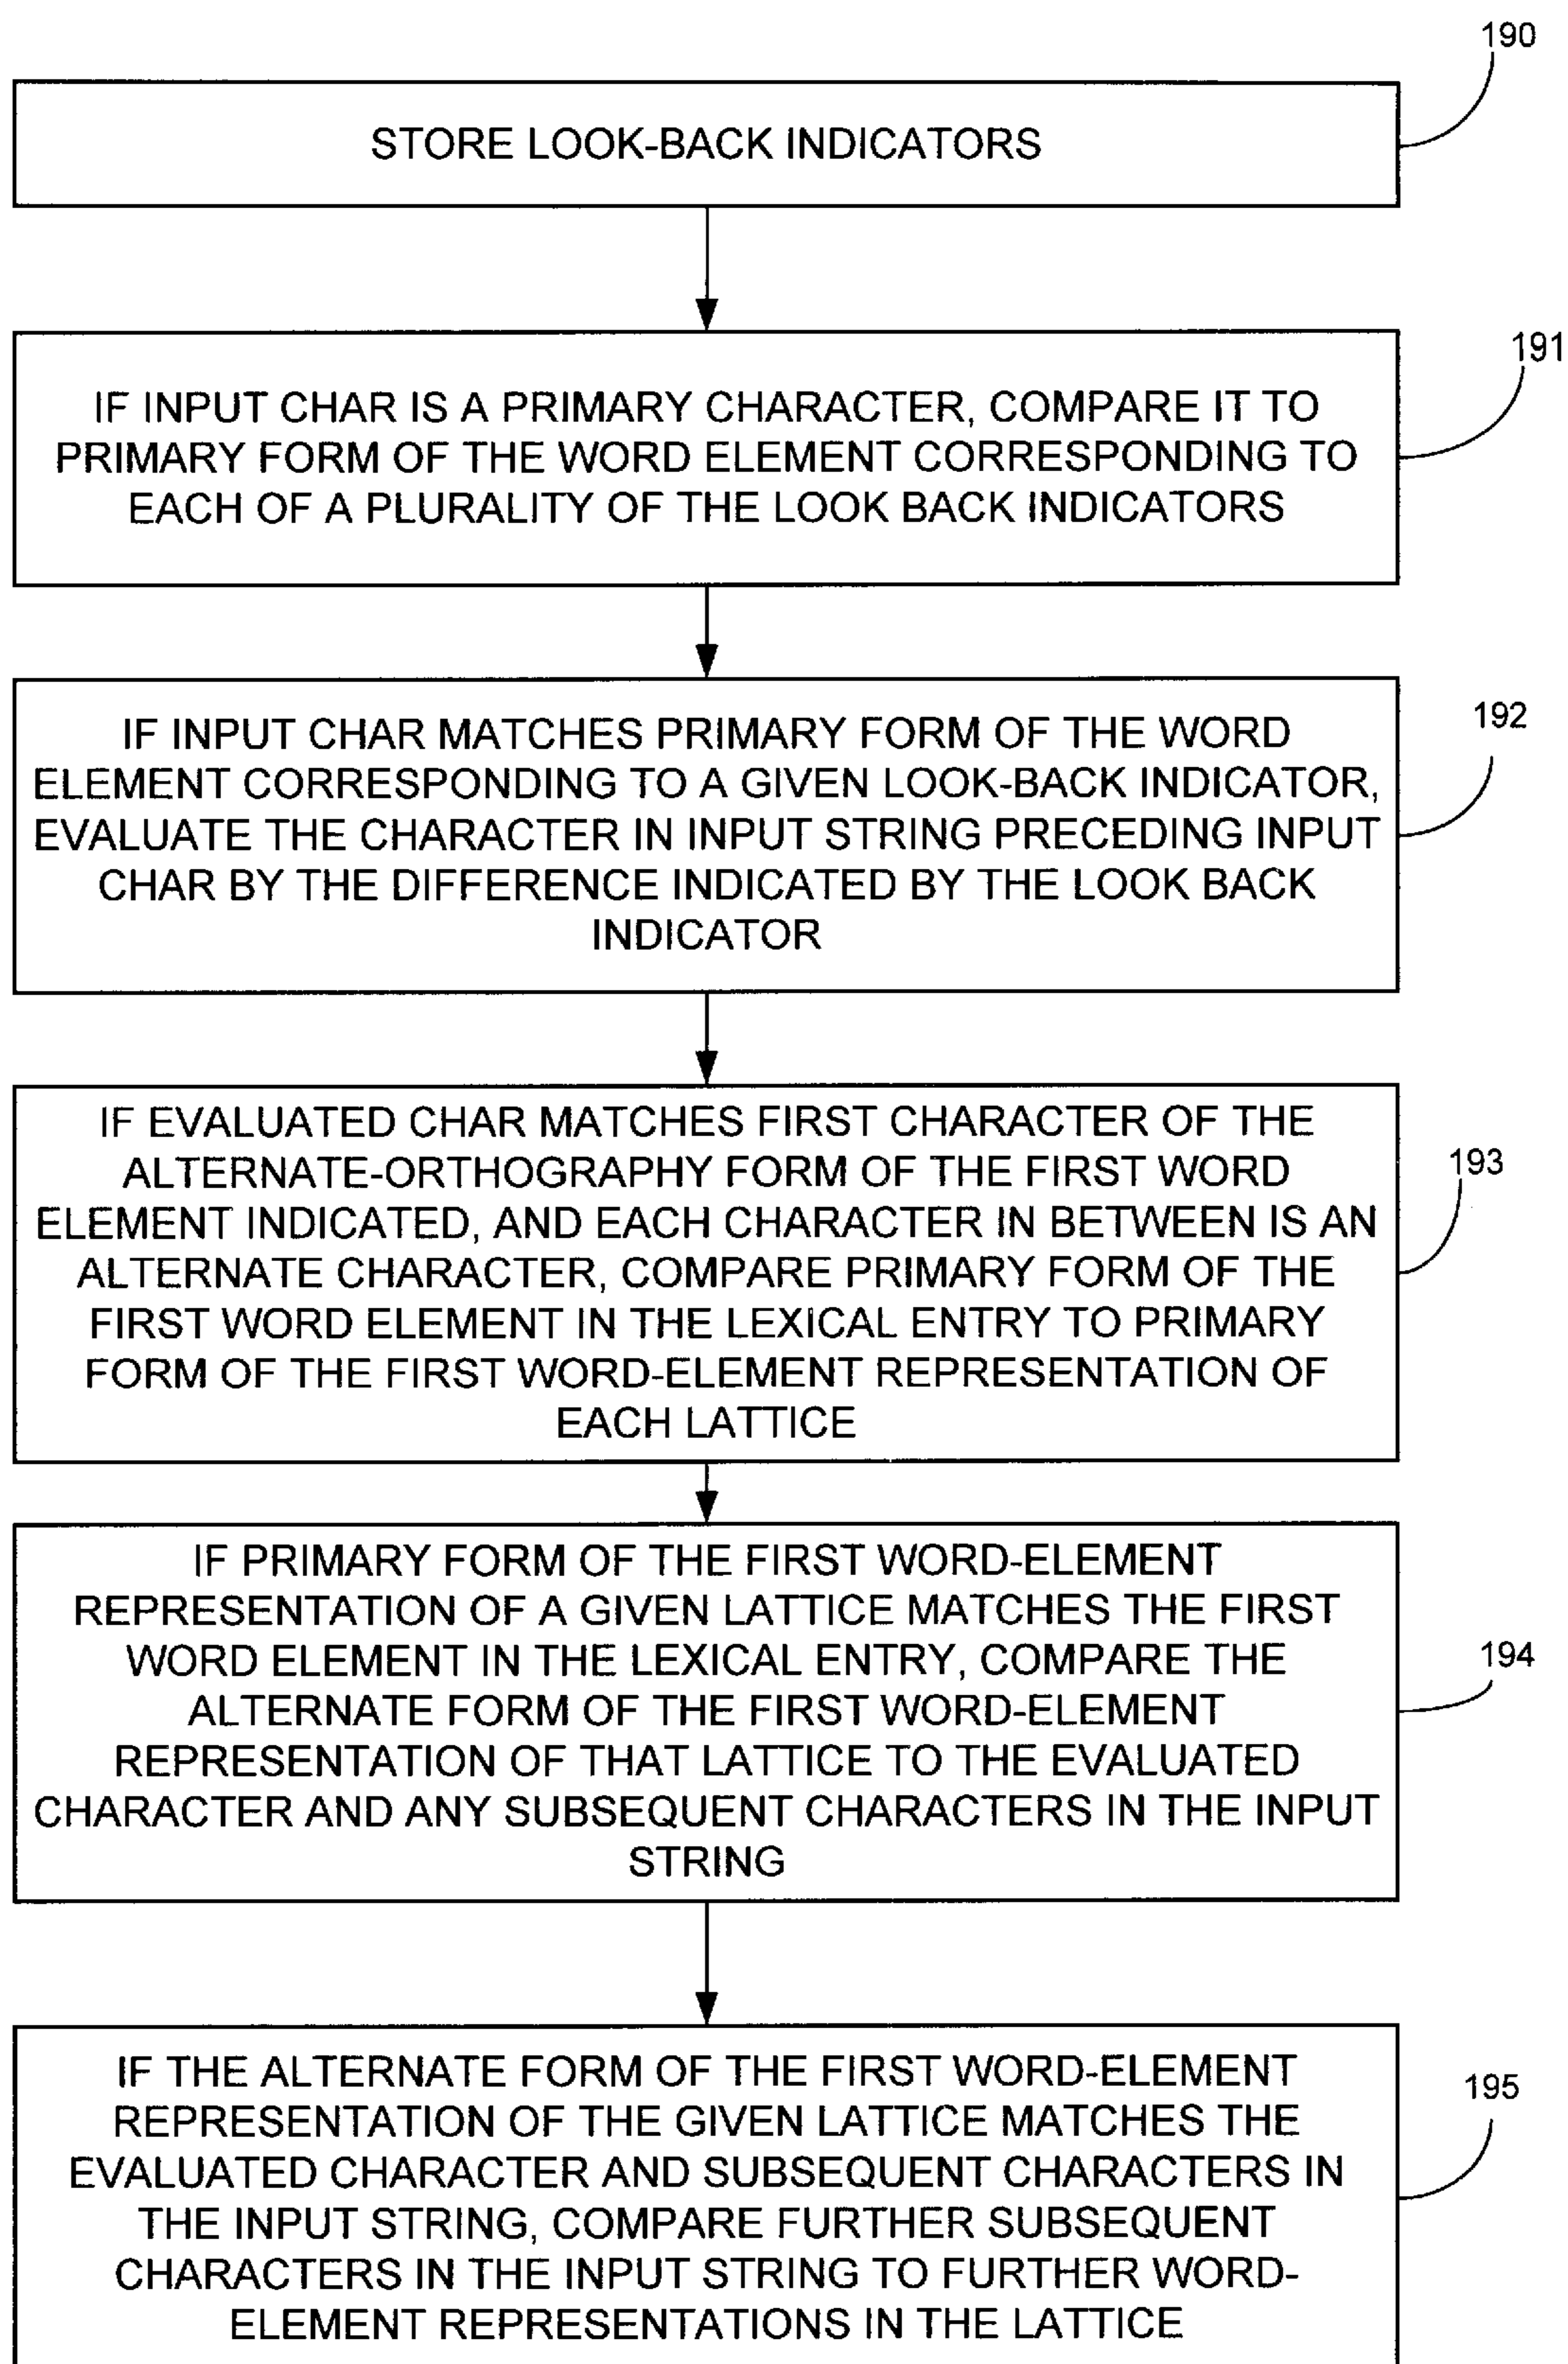 190
STORE LOOK-BACK INDICATORS
191
IF INPUT CHAR IS A PRIMARY CHARACTER, COMPARE IT TO
PRIMARY FORM OF THE WORD ELEMENT CORRESPONDING TO
EACH OF A PLURALITY OF THE LOOK BACK INDICATORS
192
IF INPUT CHAR MATCHES PRIMARY FORM OF THE WORD
ELEMENT CORRESPONDING TO A GIVEN LOOK-BACK INDICATOR,
EVALUATE THE CHARACTER IN INPUT STRING PRECEDING INPUT
CHAR BY THE DIFFERENCE INDICATED BY THE LOOK BACK
INDICATOR
193
IF EVALUATED CHAR MATCHES FIRST CHARACTER OF THE
ALTERNATE-ORTHOGRAPHY FORM OF THE FIRST WORD
ELEMENT INDICATED, AND EACH CHARACTER IN BETWEEN IS AN
ALTERNATE CHARACTER, COMPARE PRIMARY FORM OF THE
FIRST WORD ELEMENT IN THE LEXICAL ENTRY TO PRIMARY
FORM OF THE FIRST WORD-ELEMENT REPRESENTATION OF
EACH LATTICE
194
IF PRIMARY FORM OF THE FIRST WORD-ELEMENT
REPRESENTATION OF A GIVEN LATTICE MATCHES THE FIRST
WORD ELEMENT IN THE LEXICAL ENTRY, COMPARE THE
ALTERNATE FORM OF THE FIRST WORD-ELEMENT
REPRESENTATION OF THAT LATTICE TO THE EVALUATED
CHARACTER AND ANY SUBSEQUENT CHARACTERS IN THE INPUT
STRING
195
IF THE ALTERNATE FORM OF THE FIRST WORD-ELEMENT
REPRESENTATION OF THE GIVEN LATTICE MATCHES THE
EVALUATED CHARACTER AND SUBSEQUENT CHARACTERS IN
THE INPUT STRING, COMPARE FURTHER SUBSEQUENT
CHARACTERS IN THE INPUT STRING TO FURTHER WORD-
ELEMENT REPRESENTATIONS IN THE LATTICE